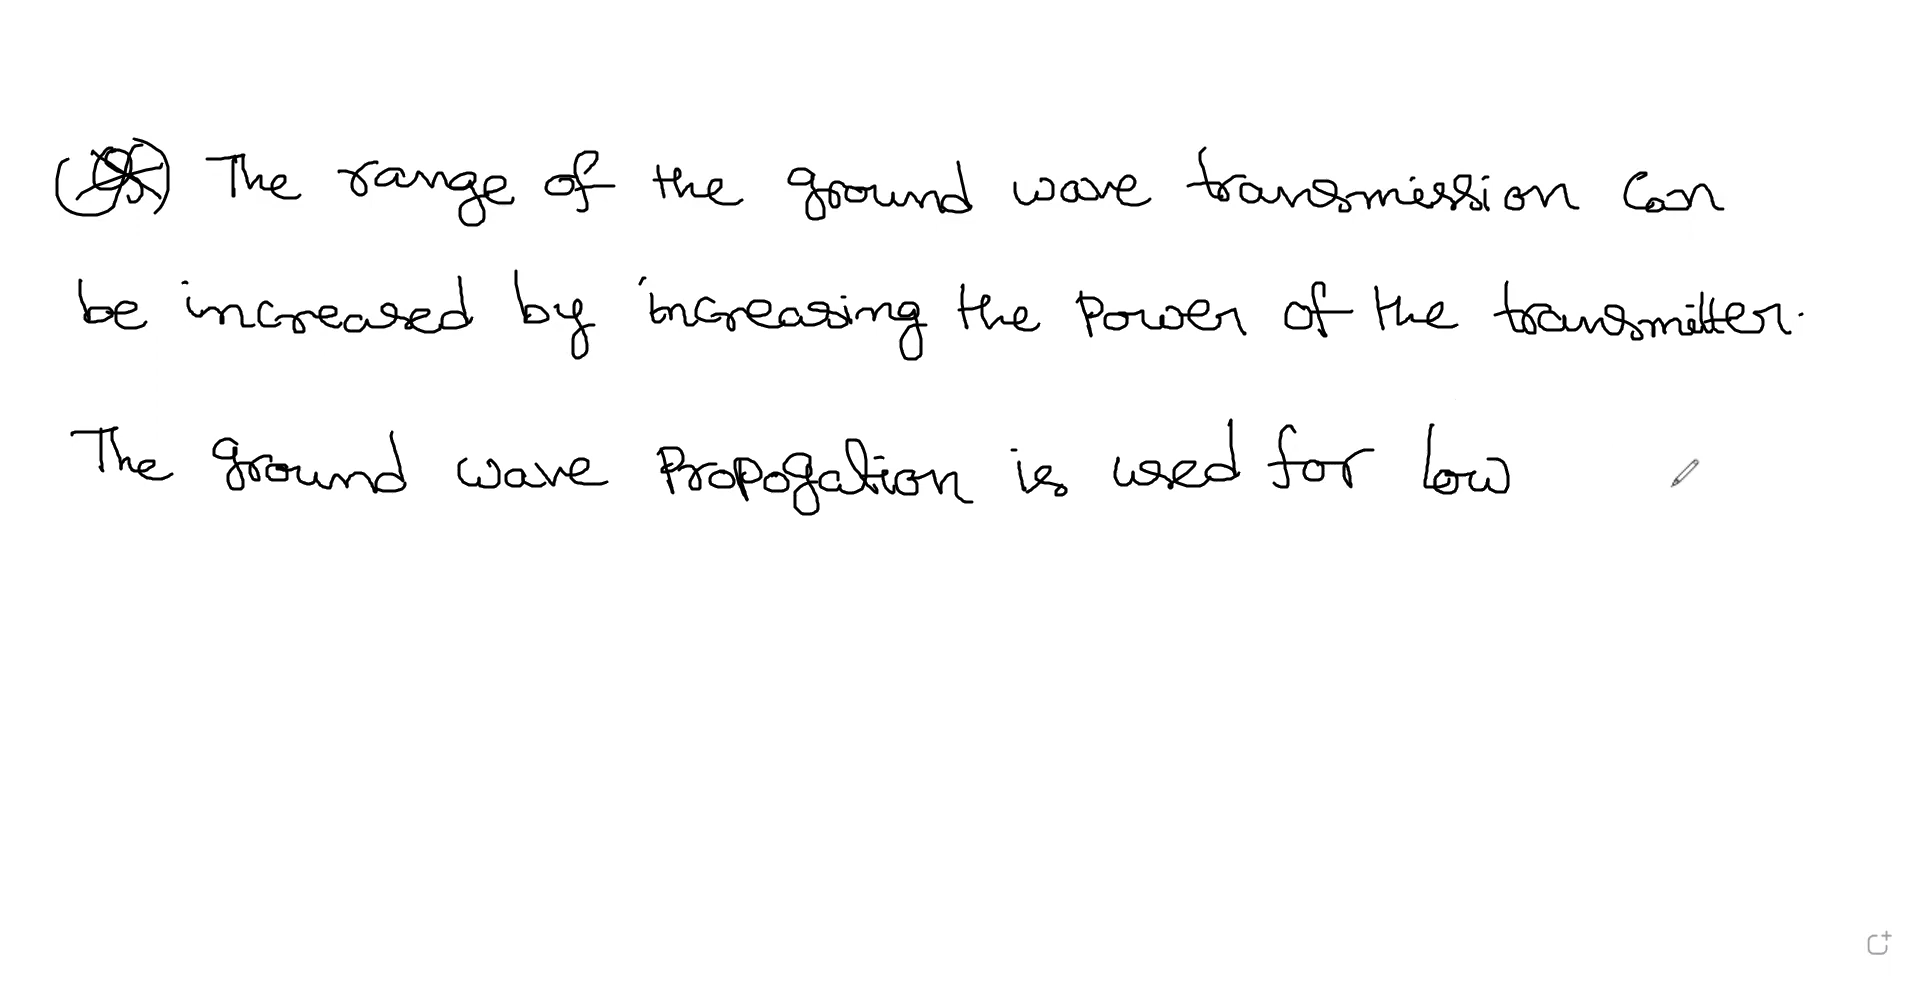 The range of the ground wave transmission can
be increased by increasing the power of the transmitter.
The ground wave Propogation is used for low